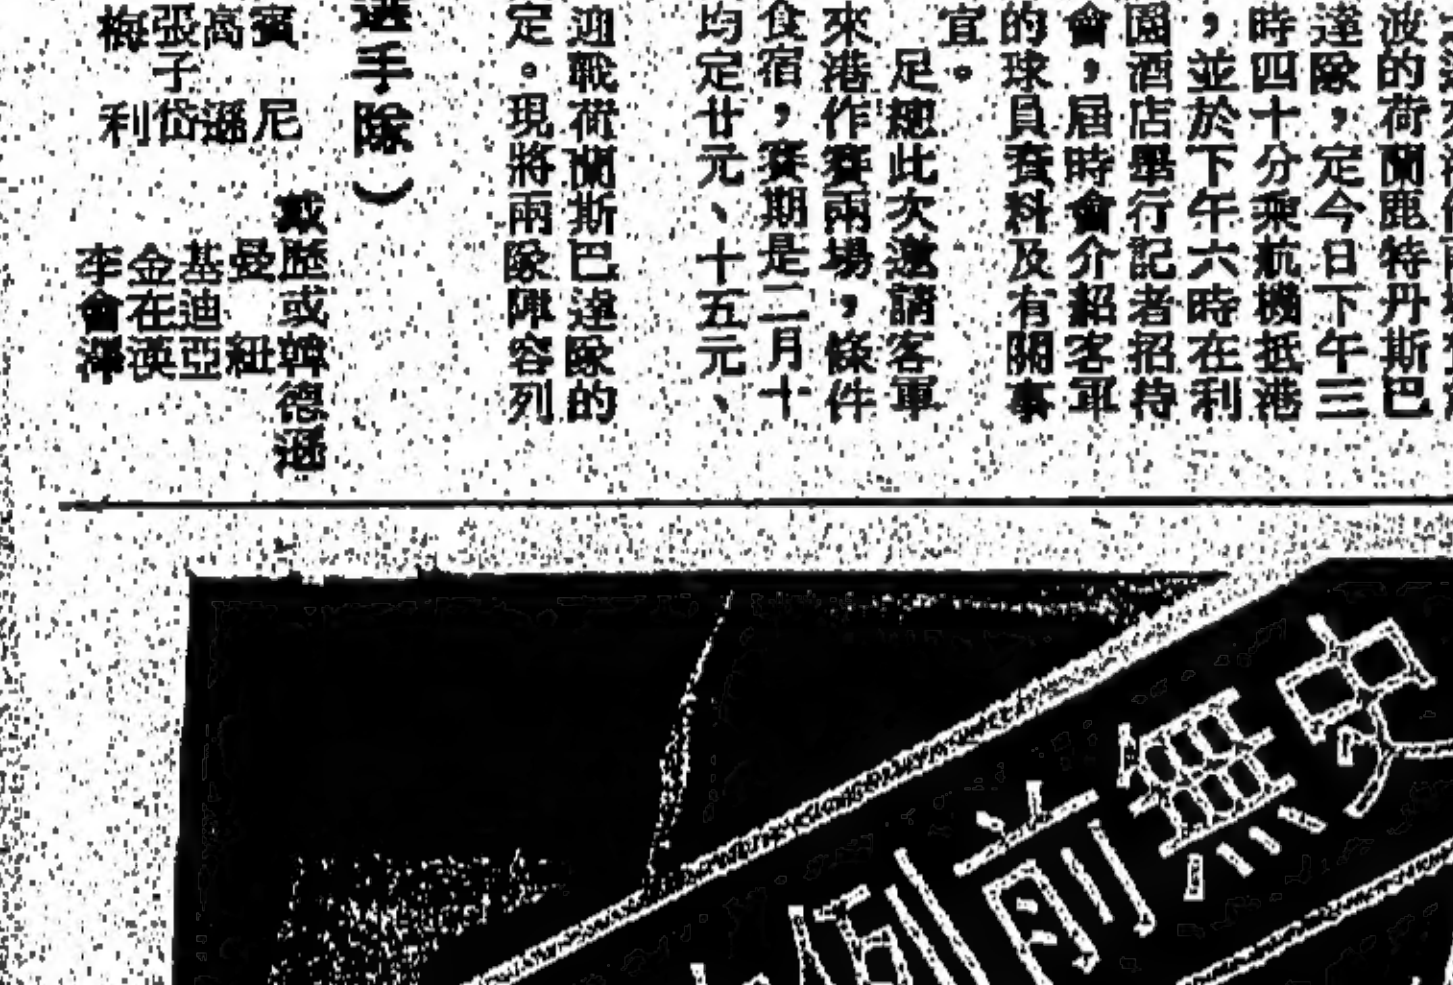 波的荷蘭鹿特丹斯巴
達隊,定今日下午三
時四十分乘航機抵港
,並於下午六時在利
園酒店舉行記者招待
會,屆時會介紹客軍
的球員資料及有關事
宜。
足總此次邀請客軍
來港作賽兩場,條件
食宿,賽期是二月十
均定廿元、十五元、
迎戰荷蘭斯巴達隊的
定。現將兩隊陣容列
選手隊)
戴歷或韓德遜
賓 尼 曼 紐
高 遜 基迪亞
張子岱 金在漢
梅 利 李會澤
史無前例